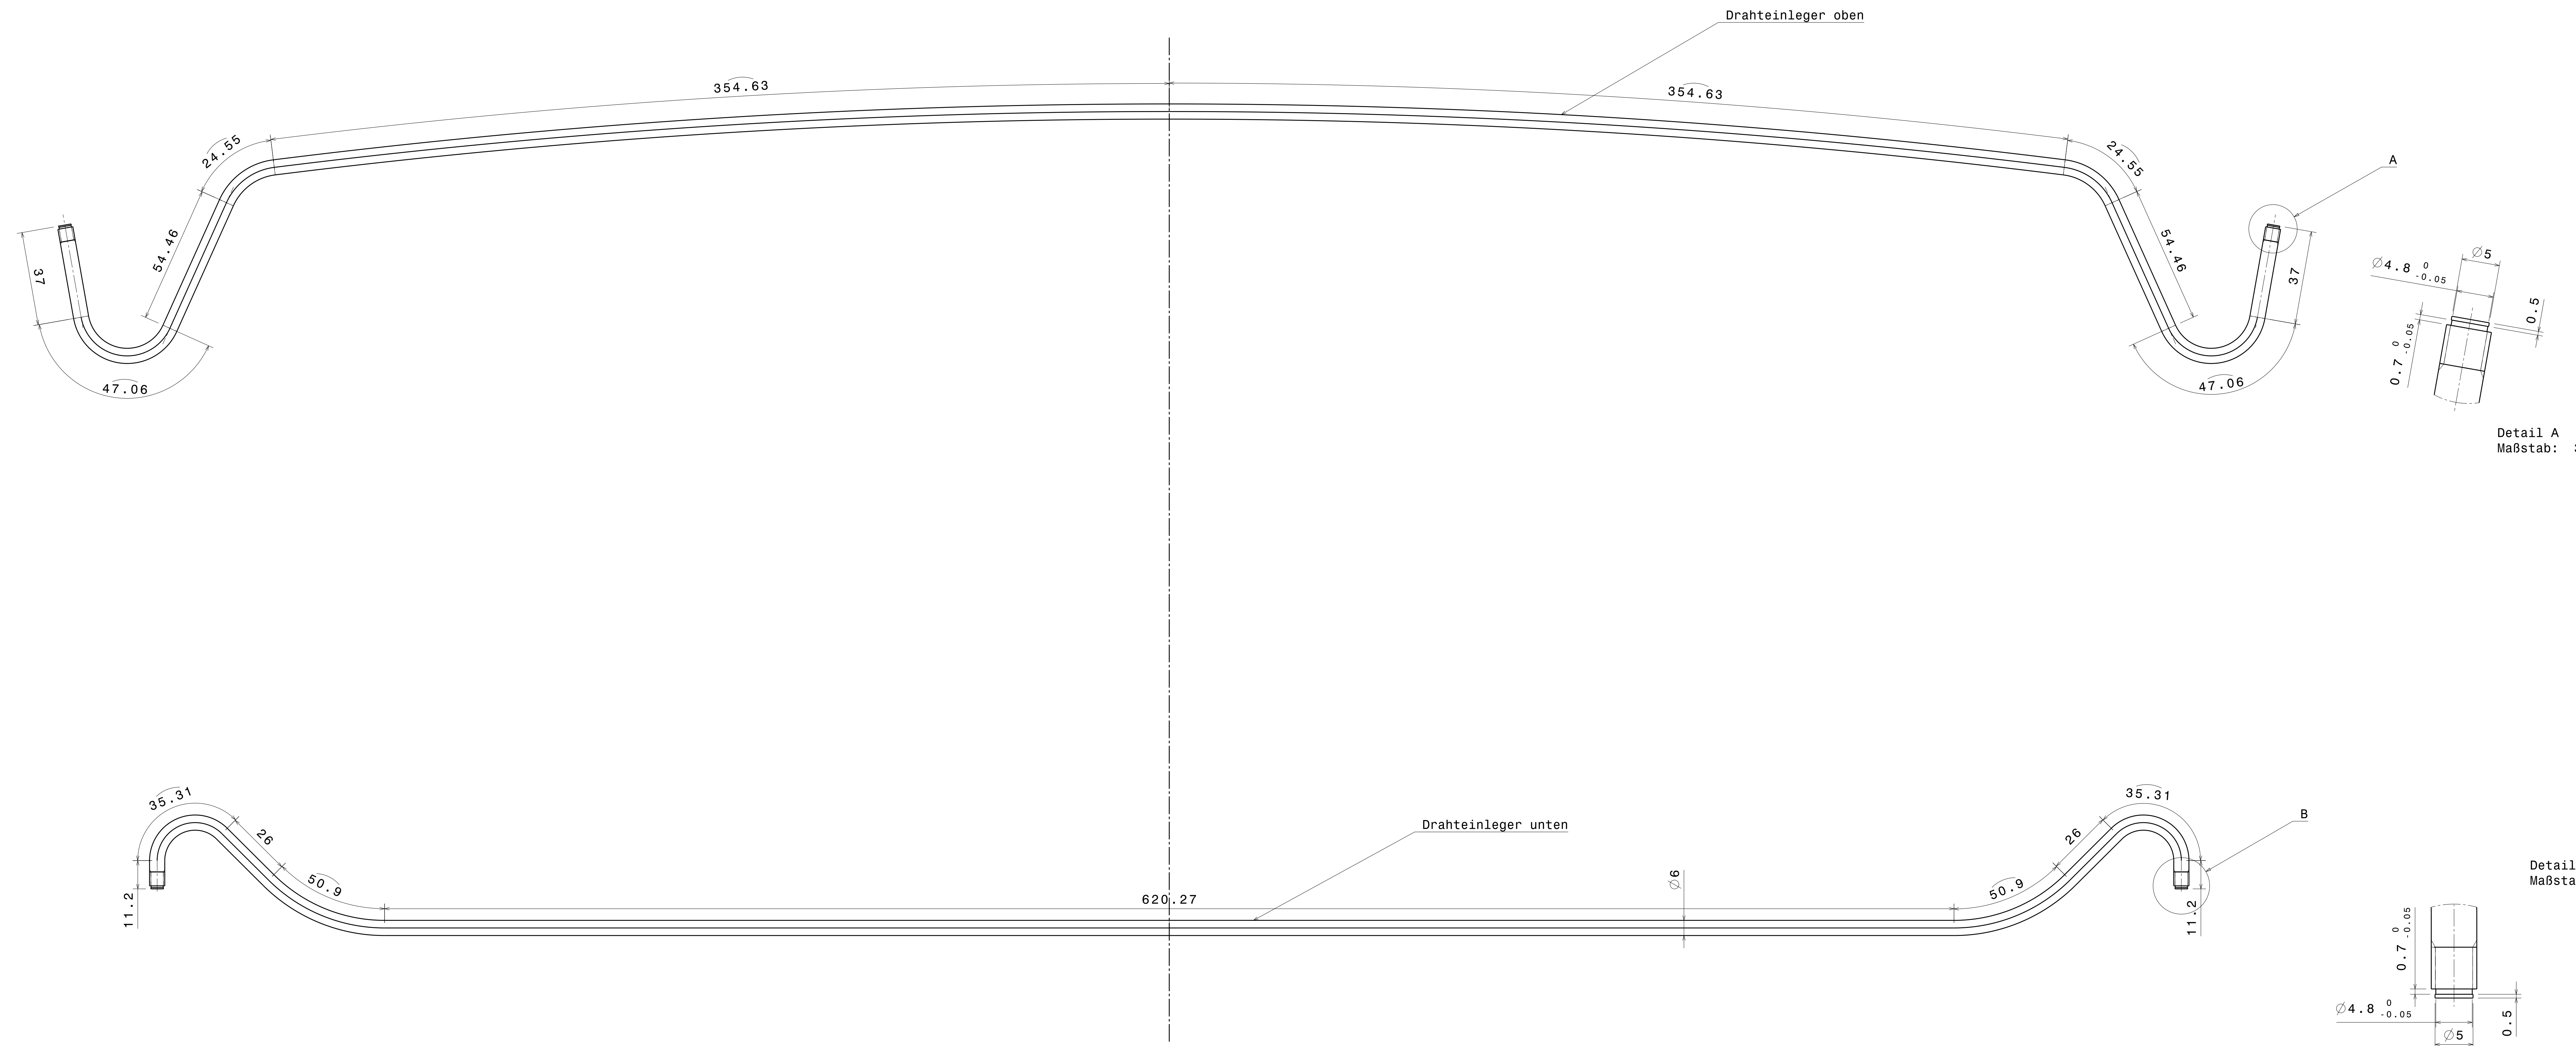 Drahteinleger oben
354.63
354.63
24.55
24.55
A
54.46
54.46
37
37
47.06
47.06
Ø5
Ø4.8 0 -0.05
0.5
0.7 0 -0.05
Detail A
Maßstab:
35.31
35.31
26
26
B
Drahteinleger unten
50.9
50.9
Ø6
620.27
11.2
11.2
Detail
Maßsta
0.7 0 -0.05
Ø4.8 0 -0.05
0.5
Ø5